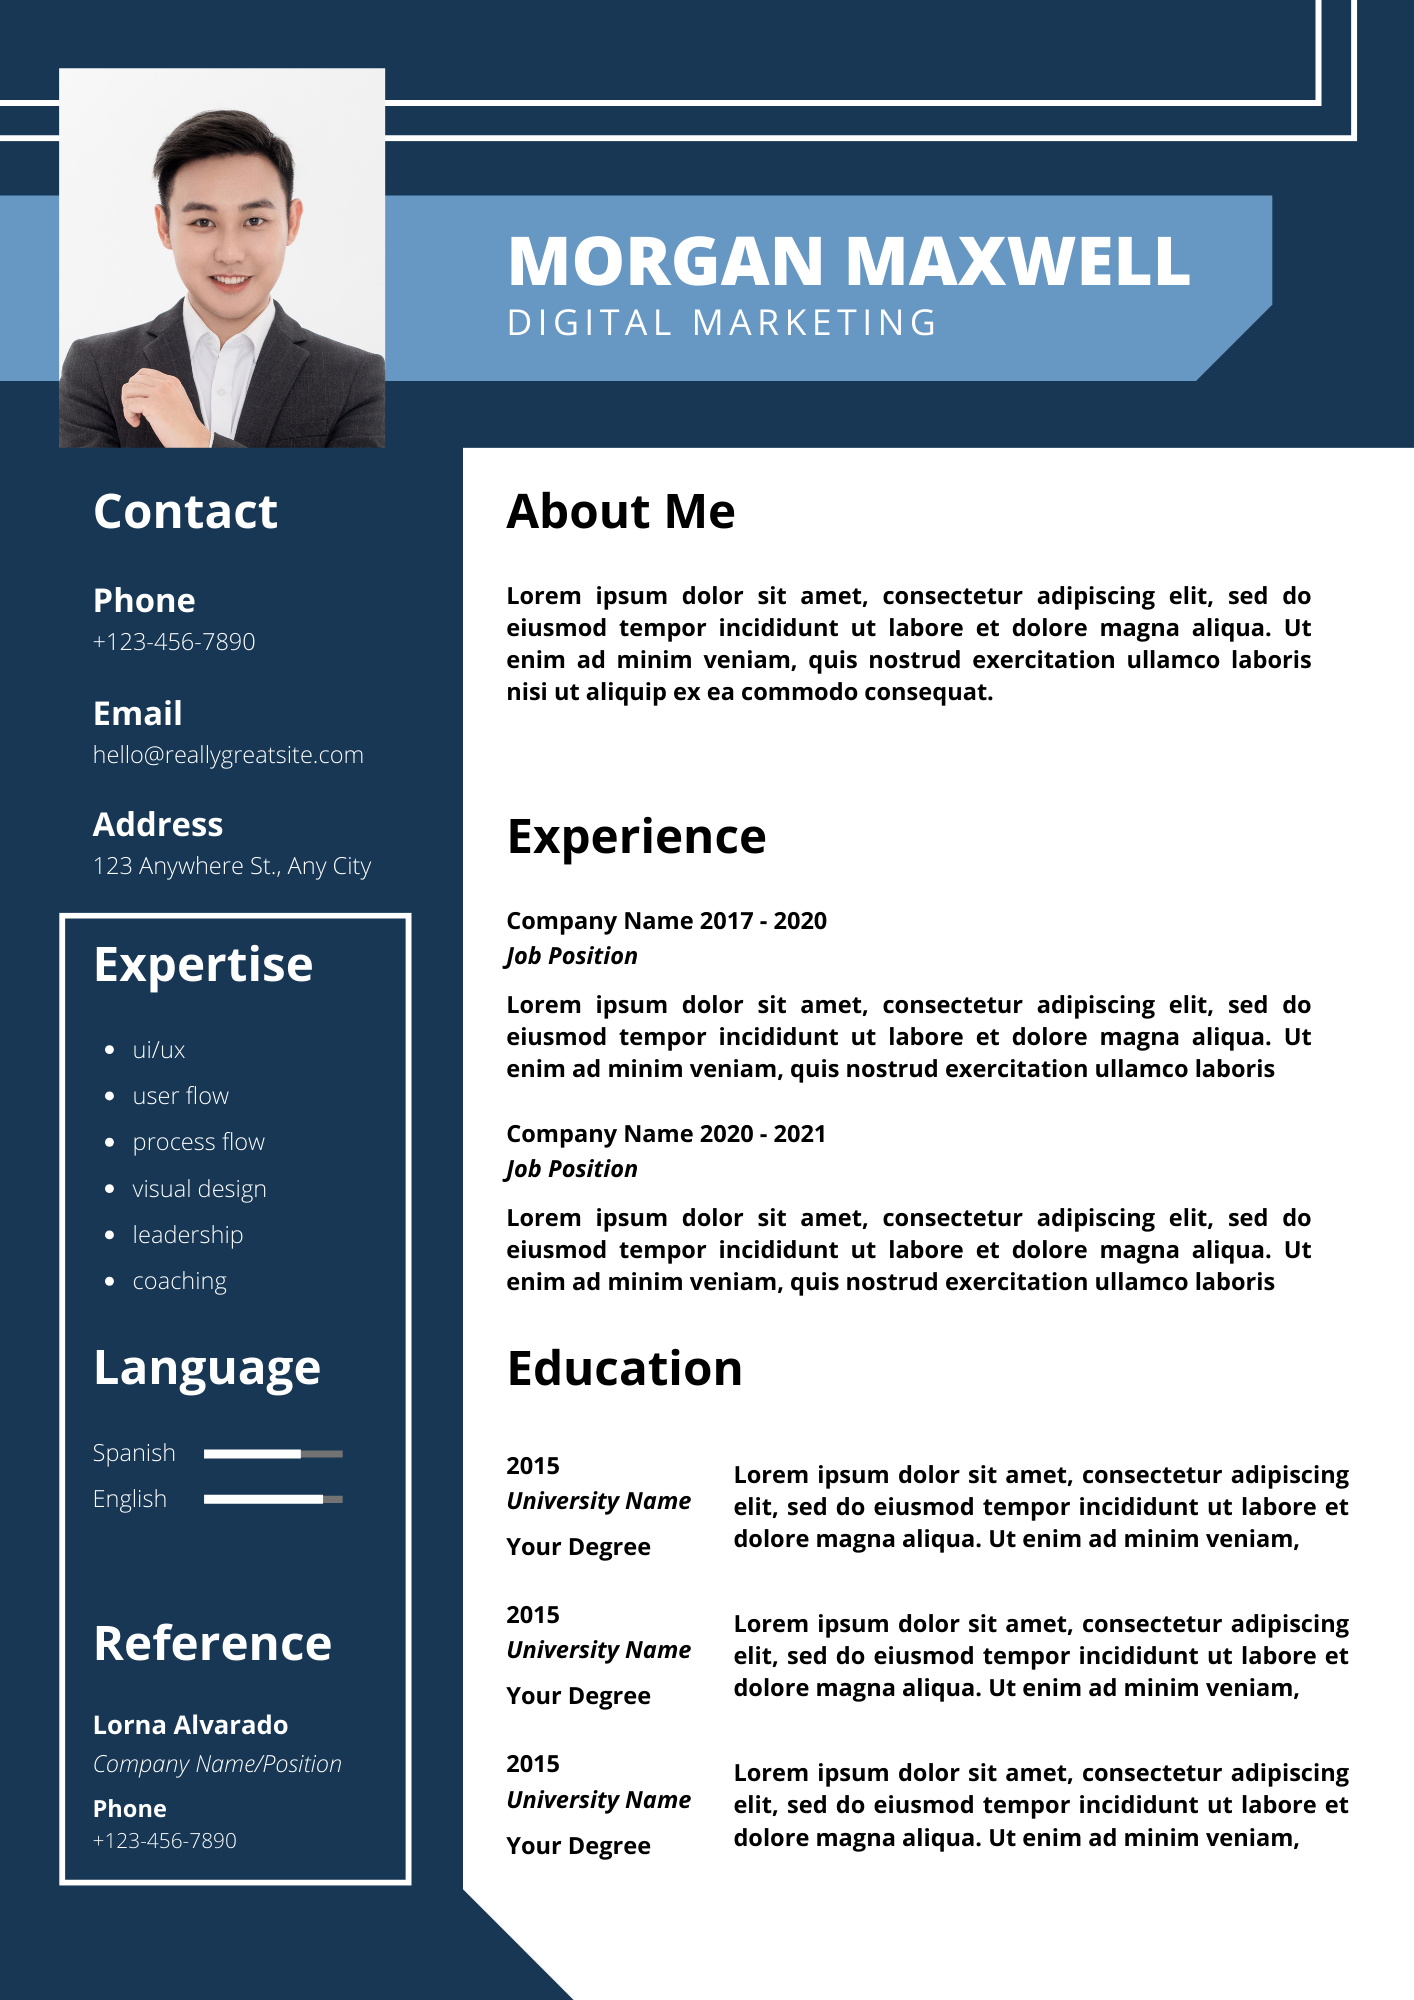 MORGAN MAXWELL
DIGITAL MARKETING
Contact
Phone
+123-456-7890
Email
hello@reallygreatsite.com
Address
123 Anywhere St., Any City
Expertise
• ui/ux
• user flow
• process flow
• visual design
• leadership
• coaching
Language
Spanish
English
Reference
Lorna Alvarado
Company Name/Position
Phone
+123-456-7890
About Me
Lorem ipsum dolor sit amet, consectetur adipiscing elit, sed do
eiusmod tempor incididunt ut labore et dolore magna aliqua. Ut
enim ad minim veniam, quis nostrud exercitation ullamco laboris
nisi ut aliquip ex ea commodo consequat.
Experience
Company Name 2017 - 2020
Job Position
Lorem ipsum dolor sit amet, consectetur adipiscing elit, sed do
eiusmod tempor incididunt ut labore et dolore magna aliqua. Ut
enim ad minim veniam, quis nostrud exercitation ullamco laboris
Company Name 2020 - 2021
Job Position
Lorem ipsum dolor sit amet, consectetur adipiscing elit, sed do
eiusmod tempor incididunt ut labore et dolore magna aliqua. Ut
enim ad minim veniam, quis nostrud exercitation ullamco laboris
Education
2015
University Name
Your Degree
Lorem ipsum dolor sit amet, consectetur adipiscing
elit, sed do eiusmod tempor incididunt ut labore et
dolore magna aliqua. Ut enim ad minim veniam,
2015
University Name
Your Degree
Lorem ipsum dolor sit amet, consectetur adipiscing
elit, sed do eiusmod tempor incididunt ut labore et
dolore magna aliqua. Ut enim ad minim veniam,
2015
University Name
Your Degree
Lorem ipsum dolor sit amet, consectetur adipiscing
elit, sed do eiusmod tempor incididunt ut labore et
dolore magna aliqua. Ut enim ad minim veniam,